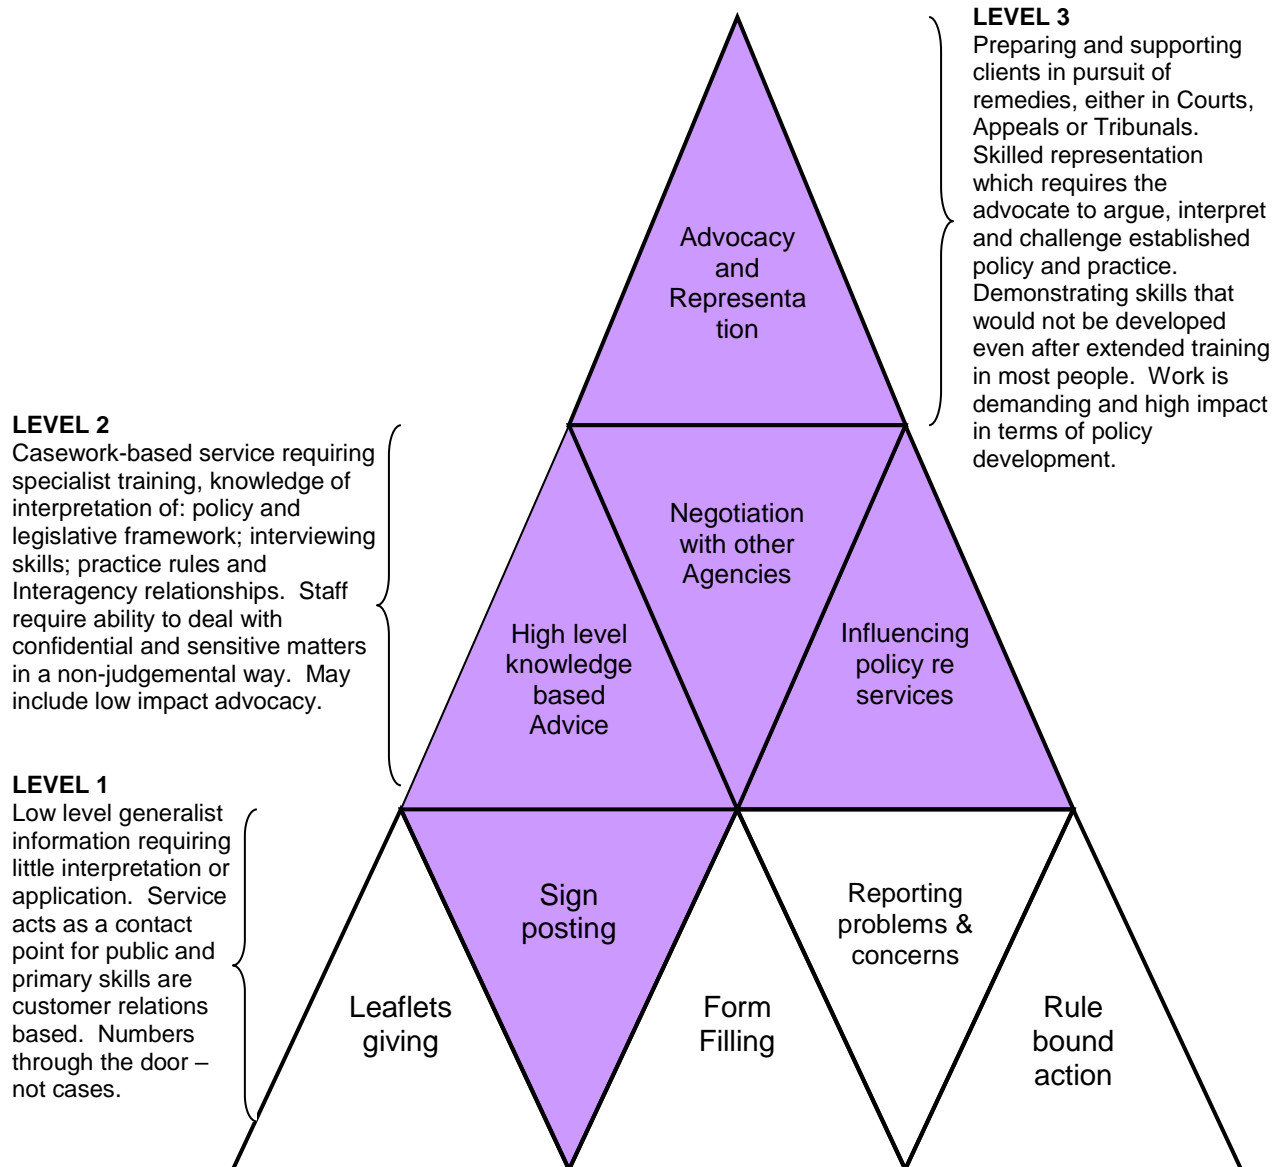 LEVEL 3
Preparing and supporting
clients in pursuit of
remedies, either in Courts,
Appeals or Tribunals.
Skilled representation
which requires the
advocate to argue, interpret
and challenge established
policy and practice.
Demonstrating skills that
would not be developed
even after extended training
in most people.  Work is
demanding and high impact
in terms of policy
development.
Advocacy
and
Representa
tion
LEVEL 2
Casework-based service requiring
specialist training, knowledge of
interpretation of: policy and
legislative framework; interviewing
skills; practice rules and
Interagency relationships.  Staff
require ability to deal with
confidential and sensitive matters
in a non-judgemental way.  May
include low impact advocacy.
Negotiation
with other
Agencies
High level
knowledge
based
Advice
Influencing
policy re
services
LEVEL 1
Low level generalist
information requiring
little interpretation or
application.  Service
acts as a contact
point for public and
primary skills are
customer relations
based.  Numbers
through the door –
not cases.
Leaflets
giving
Sign
posting
Form
Filling
Reporting
problems &
concerns
Rule
bound
action